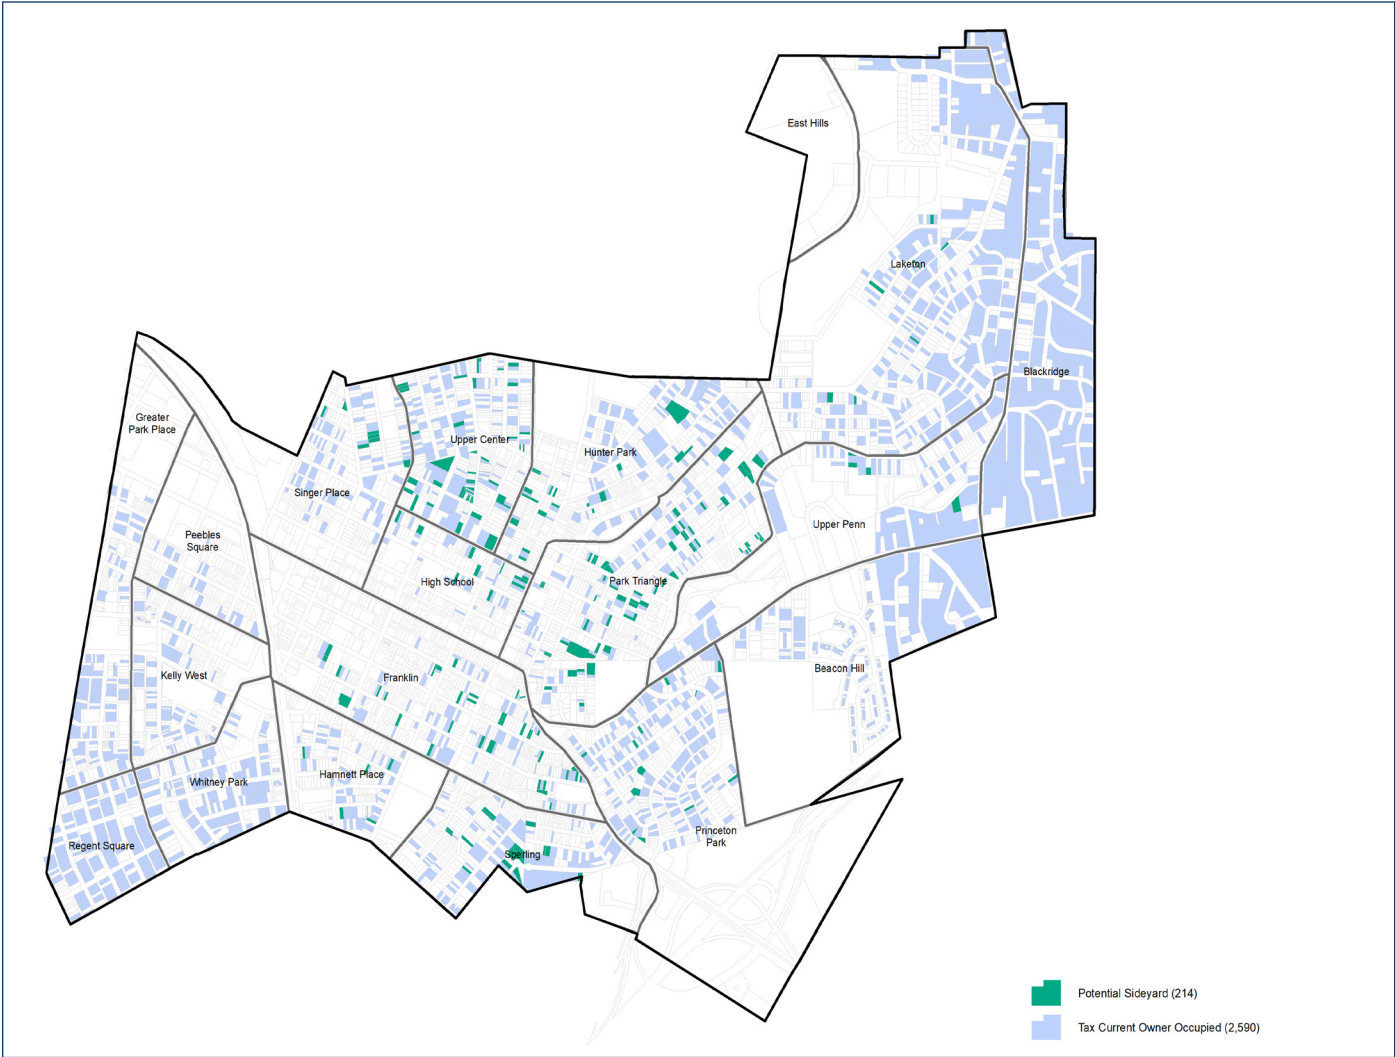 East Hills
Laketon
Blackridge
Greater
Park Place
Upper Center
Hunter Park
Singer Place
Upper Penn
Peebles
Square
High School
Park Triangle
Kelly West
Franklin
Beacon Hill
Whitney Park
Hamnett Place
Princeton
Park
Regent Square
Sperling
Potential Sideyard (214)
Tax Current Owner Occupied (2,590)